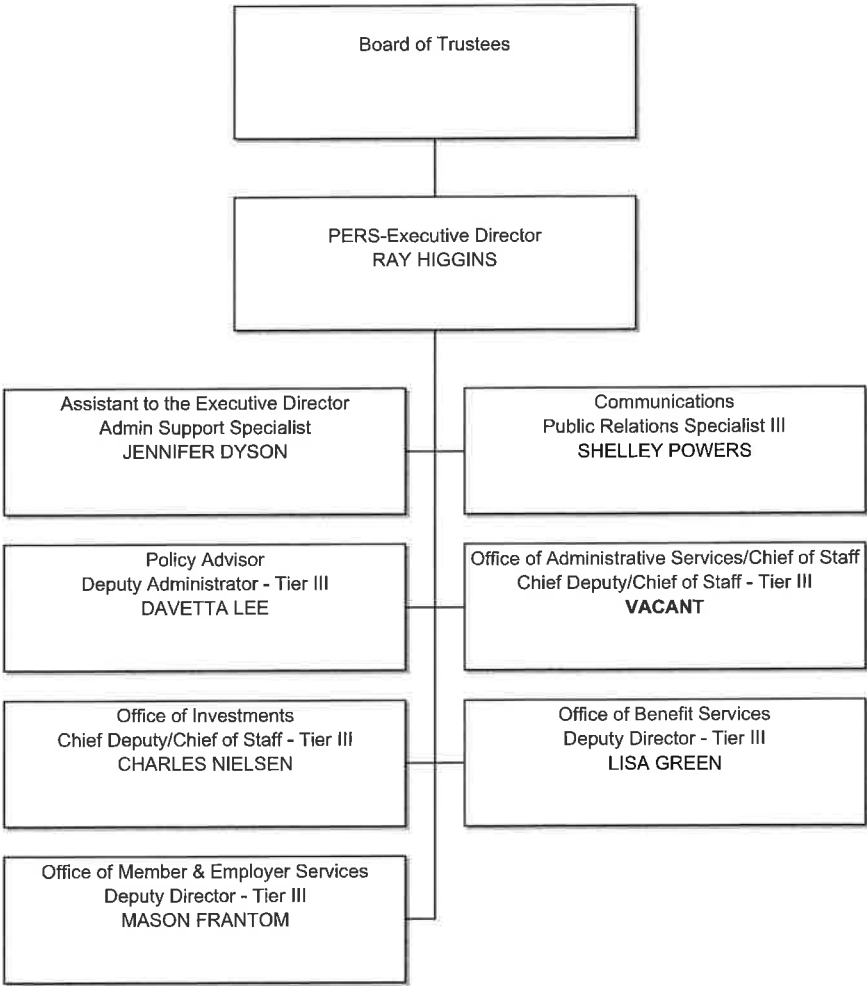 Board of Trustees
PERS-Executive Director
RAY HIGGINS
Assistant to the Executive Director
Admin Support Specialist
JENNIFER DYSON
Communications
Public Relations Specialist III
SHELLEY POWERS
Policy Advisor
Deputy Administrator - Tier III
DAVETTA LEE
Office of Administrative Services/Chief of Staff
Chief Deputy/Chief of Staff - Tier III
VACANT
Office of Investments
Chief Deputy/Chief of Staff - Tier III
CHARLES NIELSEN
Office of Benefit Services
Deputy Director - Tier III
LISA GREEN
Office of Member & Employer Services
Deputy Director - Tier III
MASON FRANTOM